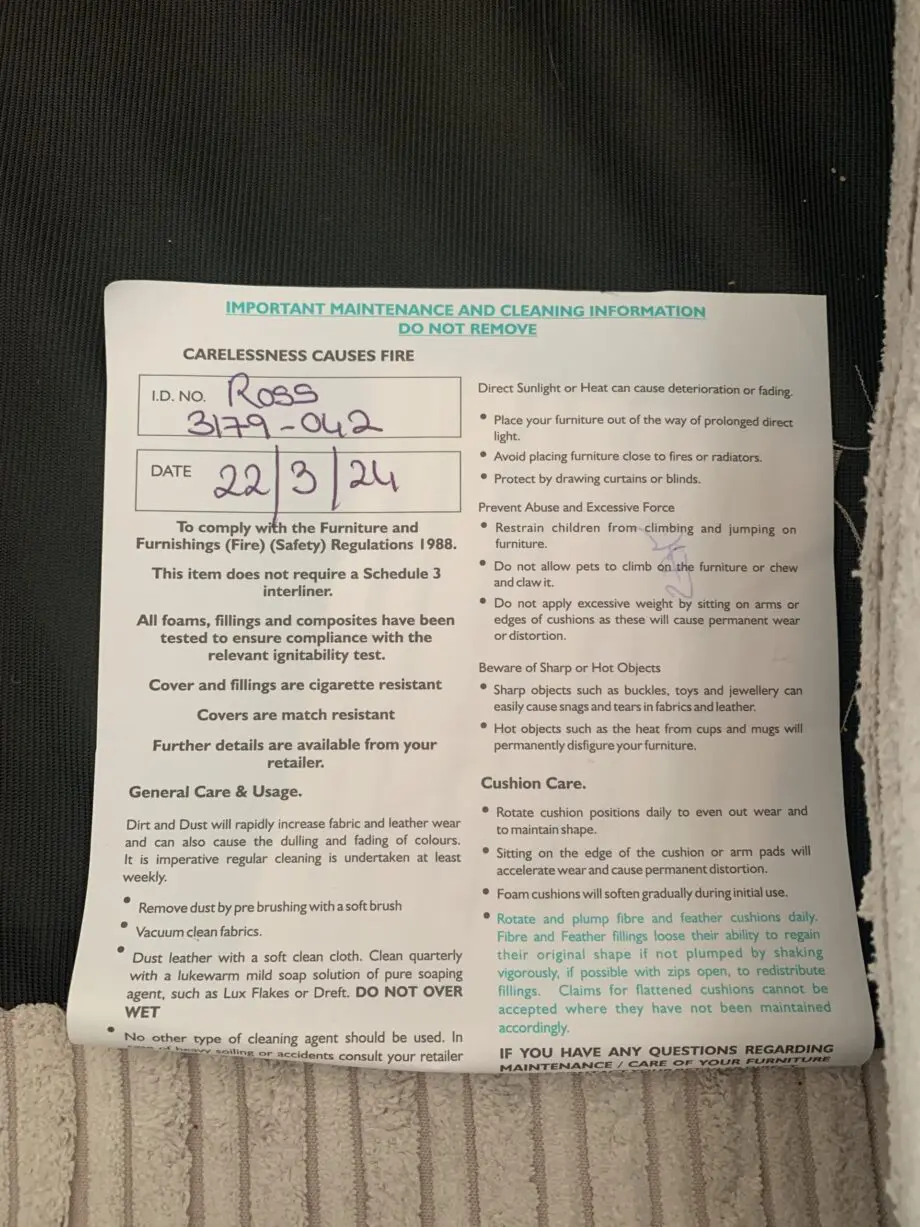 IMPORTANT MAINTENANCE AND CLEANING INFORMATION
DO NOT REMOVE
CARELESSNESS CAUSES FIRE
I.D. NO. Ross
3179-042
DATE 22/3/24
To comply with the Furniture and
Furnishings (Fire) (Safety) Regulations 1988.
This item does not require a Schedule 3
interliner.
All foams, fillings and composites have been
tested to ensure compliance with the
relevant ignitability test.
Cover and fillings are cigarette resistant
Covers are match resistant
Further details are available from your
retailer.
General Care & Usage.
Dirt and Dust will rapidly increase fabric and leather wear
and can also cause the dulling and fading of colours.
It is imperative regular cleaning is undertaken at least
weekly.
• Remove dust by pre brushing with a soft brush
• Vacuum clean fabrics.
• Dust leather with a soft clean cloth. Clean quarterly
with a lukewarm mild soap solution of pure soaping
agent, such as Lux Flakes or Dreft. DO NOT OVER
WET
• No other type of cleaning agent should be used. In
case of heavy soiling or accidents consult your retailer
Direct Sunlight or Heat can cause deterioration or fading.
• Place your furniture out of the way of prolonged direct
light.
• Avoid placing furniture close to fires or radiators.
• Protect by drawing curtains or blinds.
Prevent Abuse and Excessive Force
• Restrain children from climbing and jumping on
furniture.
• Do not allow pets to climb on the furniture or chew
and claw it.
• Do not apply excessive weight by sitting on arms or
edges of cushions as these will cause permanent wear
or distortion.
Beware of Sharp or Hot Objects
• Sharp objects such as buckles, toys and jewellery can
easily cause snags and tears in fabrics and leather.
• Hot objects such as the heat from cups and mugs will
permanently disfigure your furniture.
Cushion Care.
• Rotate cushion positions daily to even out wear and
to maintain shape.
• Sitting on the edge of the cushion or arm pads will
accelerate wear and cause permanent distortion.
• Foam cushions will soften gradually during initial use.
• Rotate and plump fibre and feather cushions daily.
Fibre and Feather fillings loose their ability to regain
their original shape if not plumped by shaking
vigorously, if possible with zips open, to redistribute
fillings. Claims for flattened cushions cannot be
accepted where they have not been maintained
accordingly.
IF YOU HAVE ANY QUESTIONS REGARDING
MAINTENANCE / CARE OF YOUR FURNITURE